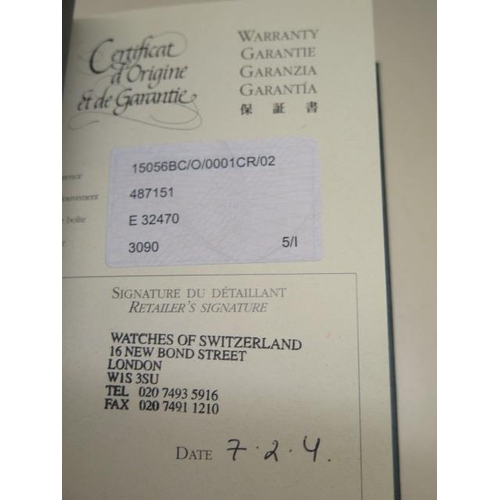 Certificat
d'Origine
et de Garantie
WARRANTY
GARANTIE
GARANZIA
GARANTÍA
保 証 書
15056BC/O/0001CR/02
487151
E 32470
3090 5/I
SIGNATURE DU DÉTAILLANT
RETAILER'S SIGNATURE
WATCHES OF SWITZERLAND
16 NEW BOND STREET
LONDON
W1S 3SU
TEL 020 7493 5916
FAX 020 7491 1210
DATE 7·2·4.